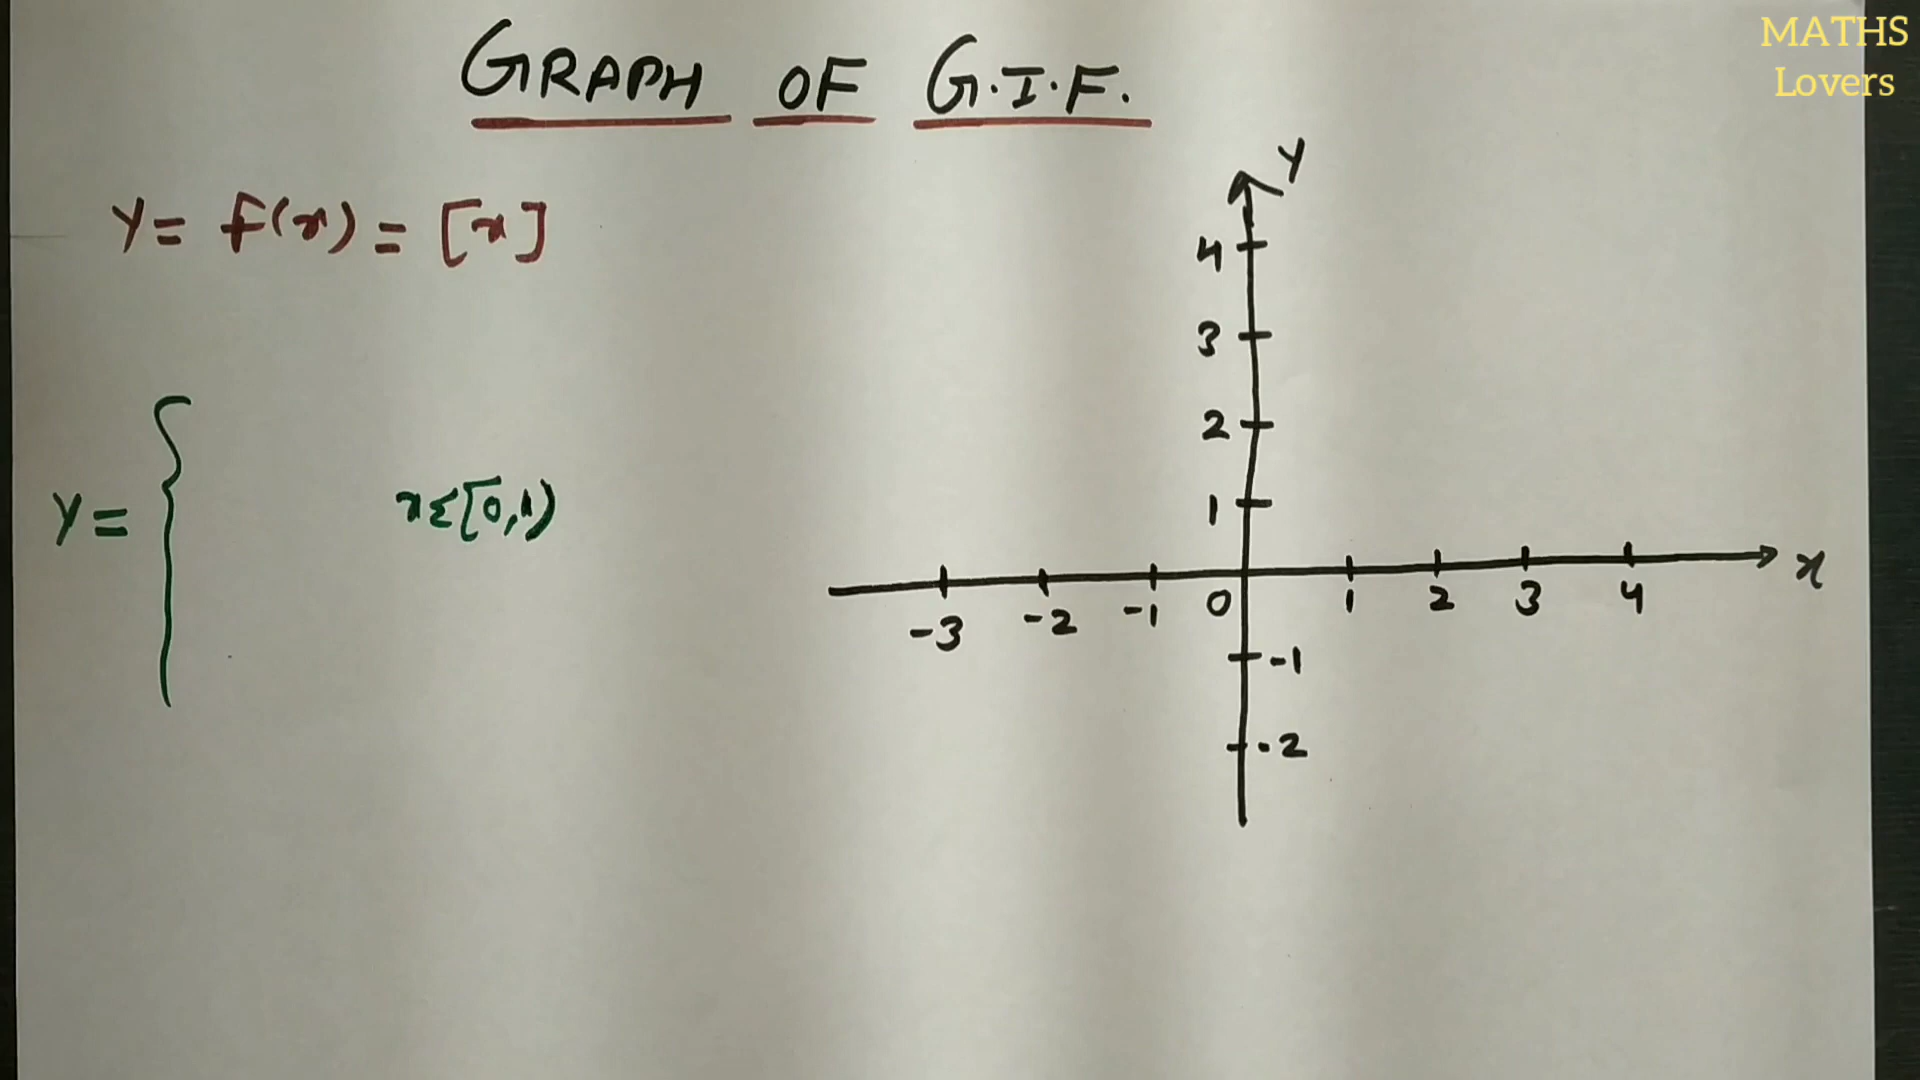 MATHS
Lovers
GRAPH OF G.I.F.
y = f(x) = [x]
y = { x ∈ [0,1)
y
4
3
2
1
-3 -2 -1 0 1 2 3 4 x
-1
-2